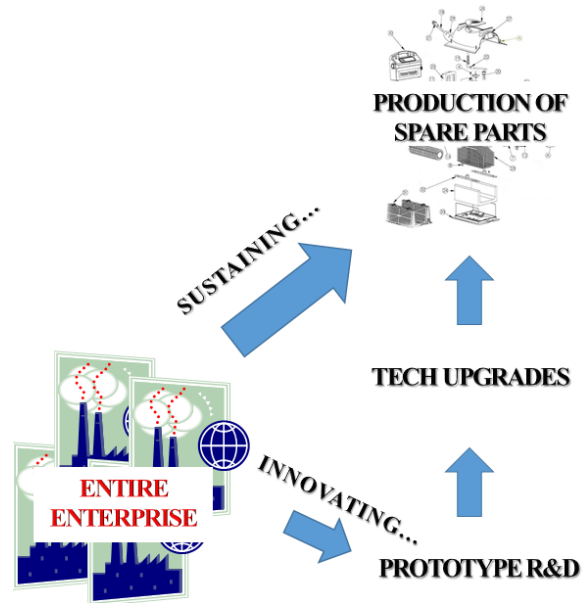 PRODUCTION OF
SPARE PARTS
SUSTAINING...
TECH UPGRADES
ENTIRE
ENTERPRISE
INNOVATING...
PROTOTYPE R&D